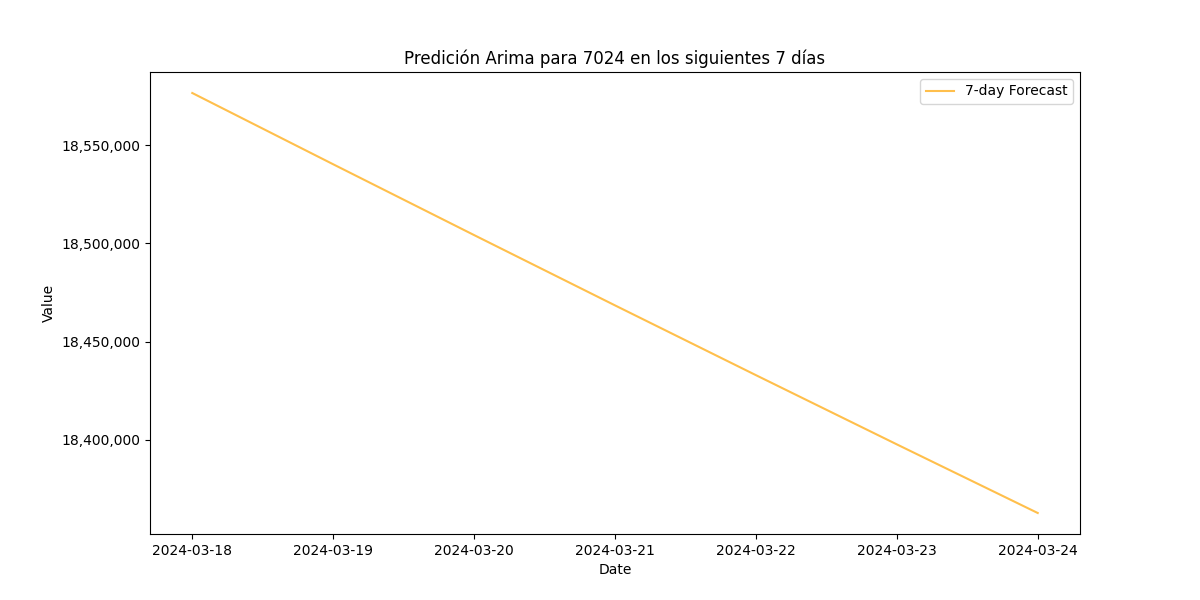 Predición Arima para 7024 en los siguientes 7 días
7-day Forecast
18,550,000
18,500,000
18,450,000
18,400,000
Value
2024-03-18 2024-03-19 2024-03-20 2024-03-21 2024-03-22 2024-03-23 2024-03-24
Date